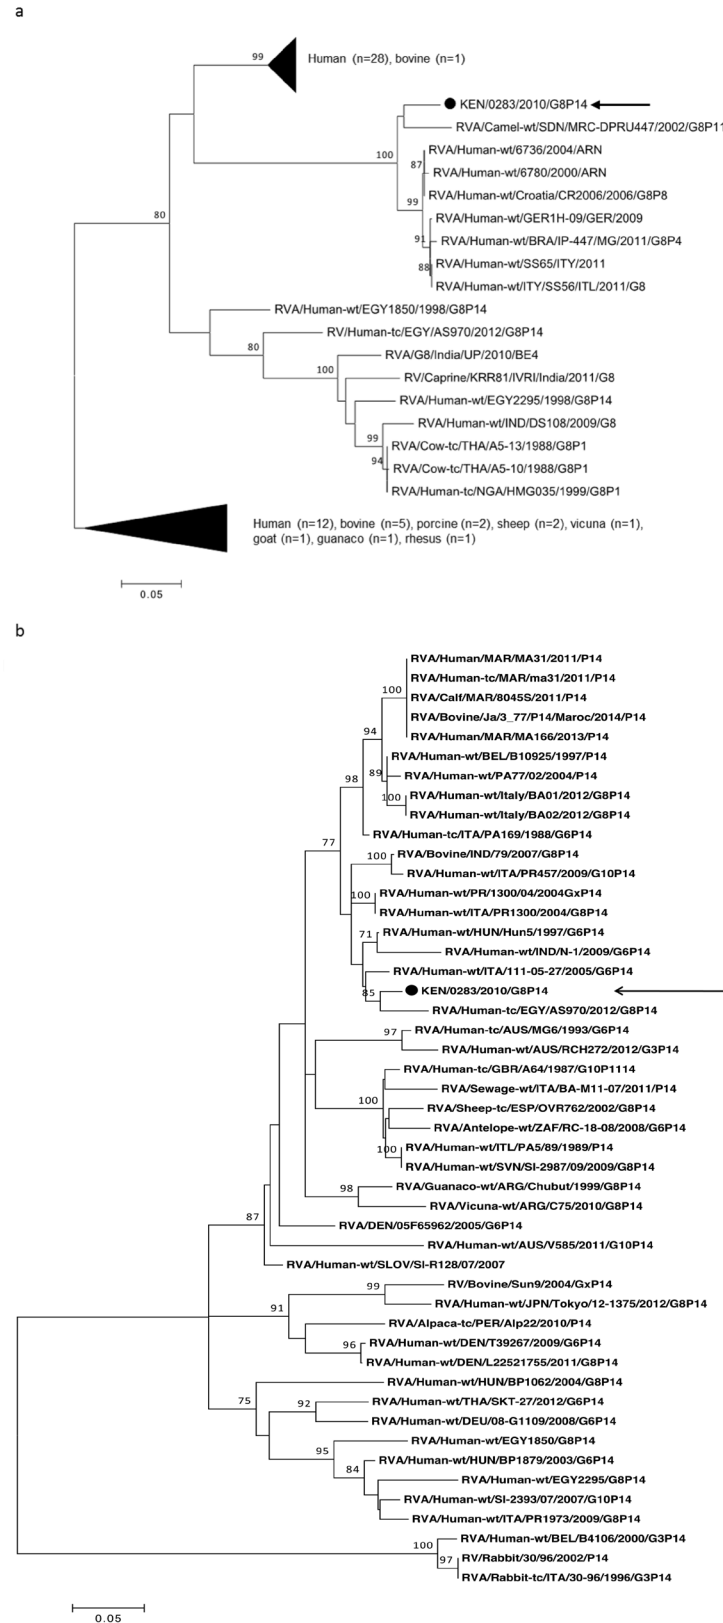 a
99
Human (n=28), bovine (n=1)
KEN/0283/2010/G8P14
RVA/Camel-wt/SDN/MRC-DPRU447/2002/G8P11
100
RVA/Human-wt/6736/2004/ARN
87
RVA/Human-wt/6780/2000/ARN
RVA/Human-wt/Croatia/CR2006/2006/G8P8
99
80
RVA/Human-wt/GER1H-09/GER/2009
91
RVA/Human-wt/BRA/IP-447/MG/2011/G8P4
RVA/Human-wt/SS65/ITY/2011
88
RVA/Human-wt/ITY/SS56/ITL/2011/G8
RVA/Human-wt/EGY1850/1998/G8P14
RV/Human-tc/EGY/AS970/2012/G8P14
80
RVA/G8/India/UP/2010/BE4
100
RV/Caprine/KRR81/IVRI/India/2011/G8
RVA/Human-wt/EGY2295/1998/G8P14
RVA/Human-wt/IND/DS108/2009/G8
99
RVA/Cow-tc/THA/A5-13/1988/G8P1
94
RVA/Cow-tc/THA/A5-10/1988/G8P1
RVA/Human-tc/NGA/HMG035/1999/G8P1
Human (n=12), bovine (n=5), porcine (n=2), sheep (n=2), vicuna (n=1),
goat (n=1), guanaco (n=1), rhesus (n=1)
0.05
b
RVA/Human/MAR/MA31/2011/P14
RVA/Human-tc/MAR/ma31/2011/P14
100
RVA/Calf/MAR/8045S/2011/P14
RVA/Bovine/Ja/3_77/P14/Maroc/2014/P14
94
RVA/Human/MAR/MA166/2013/P14
RVA/Human-wt/BEL/B10925/1997/P14
89
98
RVA/Human-wt/PA77/02/2004/P14
100
RVA/Human-wt/Italy/BA01/2012/G8P14
RVA/Human-wt/Italy/BA02/2012/G8P14
RVA/Human-tc/ITA/PA169/1988/G6P14
77
100
RVA/Bovine/IND/79/2007/G8P14
RVA/Human-wt/ITA/PR457/2009/G10P14
100
RVA/Human-wt/PR/1300/04/2004GxP14
RVA/Human-wt/ITA/PR1300/2004/G8P14
71
RVA/Human-wt/HUN/Hun5/1997/G6P14
RVA/Human-wt/IND/N-1/2009/G6P14
RVA/Human-wt/ITA/111-05-27/2005/G6P14
85
KEN/0283/2010/G8P14
RVA/Human-tc/EGY/AS970/2012/G8P14
97
RVA/Human-tc/AUS/MG6/1993/G6P14
RVA/Human-wt/AUS/RCH272/2012/G3P14
RVA/Human-tc/GBR/A64/1987/G10P1114
100
RVA/Sewage-wt/ITA/BA-M11-07/2011/P14
RVA/Sheep-tc/ESP/OVR762/2002/G8P14
RVA/Antelope-wt/ZAF/RC-18-08/2008/G6P14
100
RVA/Human-wt/ITL/PA5/89/1989/P14
RVA/Human-wt/SVN/SI-2987/09/2009/G8P14
98
RVA/Guanaco-wt/ARG/Chubut/1999/G8P14
RVA/Vicuna-wt/ARG/C75/2010/G8P14
87
RVA/DEN/05F65962/2005/G6P14
RVA/Human-wt/AUS/V585/2011/G10P14
RVA/Human-wt/SLOV/SI-R128/07/2007
99
RV/Bovine/Sun9/2004/GxP14
91
RVA/Human-wt/JPN/Tokyo/12-1375/2012/G8P14
RVA/Alpaca-tc/PER/Alp22/2010/P14
96
RVA/Human-wt/DEN/T39267/2009/G6P14
RVA/Human-wt/DEN/L22521755/2011/G8P14
RVA/Human-wt/HUN/BP1062/2004/G8P14
75
92
RVA/Human-wt/THA/SKT-27/2012/G6P14
RVA/Human-wt/DEU/08-G1109/2008/G6P14
RVA/Human-wt/EGY1850/G8P14
95
RVA/Human-wt/HUN/BP1879/2003/G6P14
84
RVA/Human-wt/EGY2295/G8P14
RVA/Human-wt/SI-2393/07/2007/G10P14
RVA/Human-wt/ITA/PR1973/2009/G8P14
RVA/Human-wt/BEL/B4106/2000/G3P14
100
RV/Rabbit/30/96/2002/P14
97
RVA/Rabbit-tc/ITA/30-96/1996/G3P14
0.05